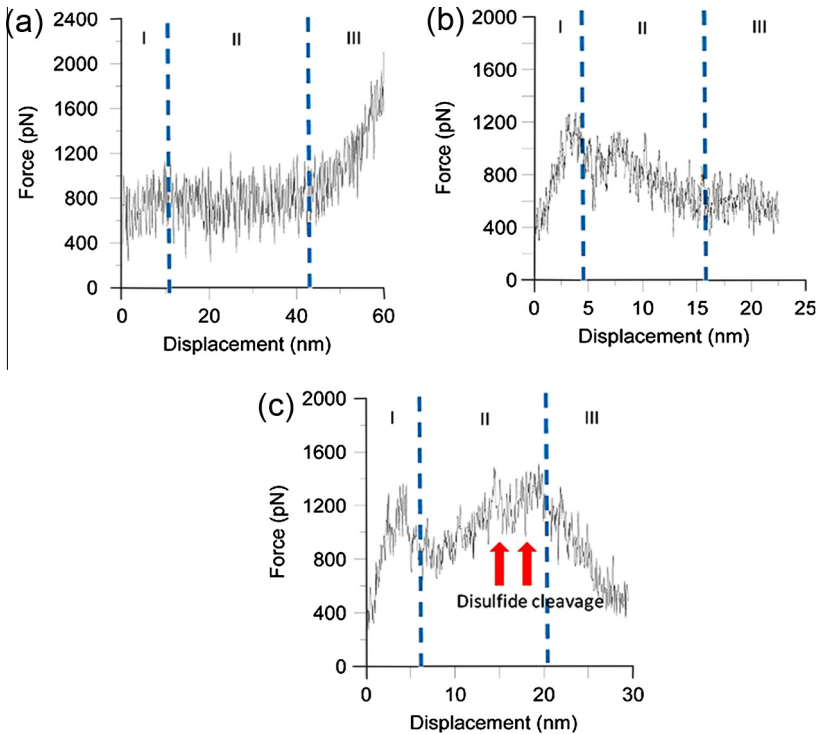 (a)
I II III
Force (pN)
2400
2000
1600
1200
800
400
0
0 20 40 60
Displacement (nm)
(b)
I II III
Force (pN)
2000
1600
1200
800
400
0
0 5 10 15 20 25
Displacement (nm)
(c)
I II III
Force (pN)
2000
1600
1200
800
400
0
Disulfide cleavage
0 10 20 30
Displacement (nm)